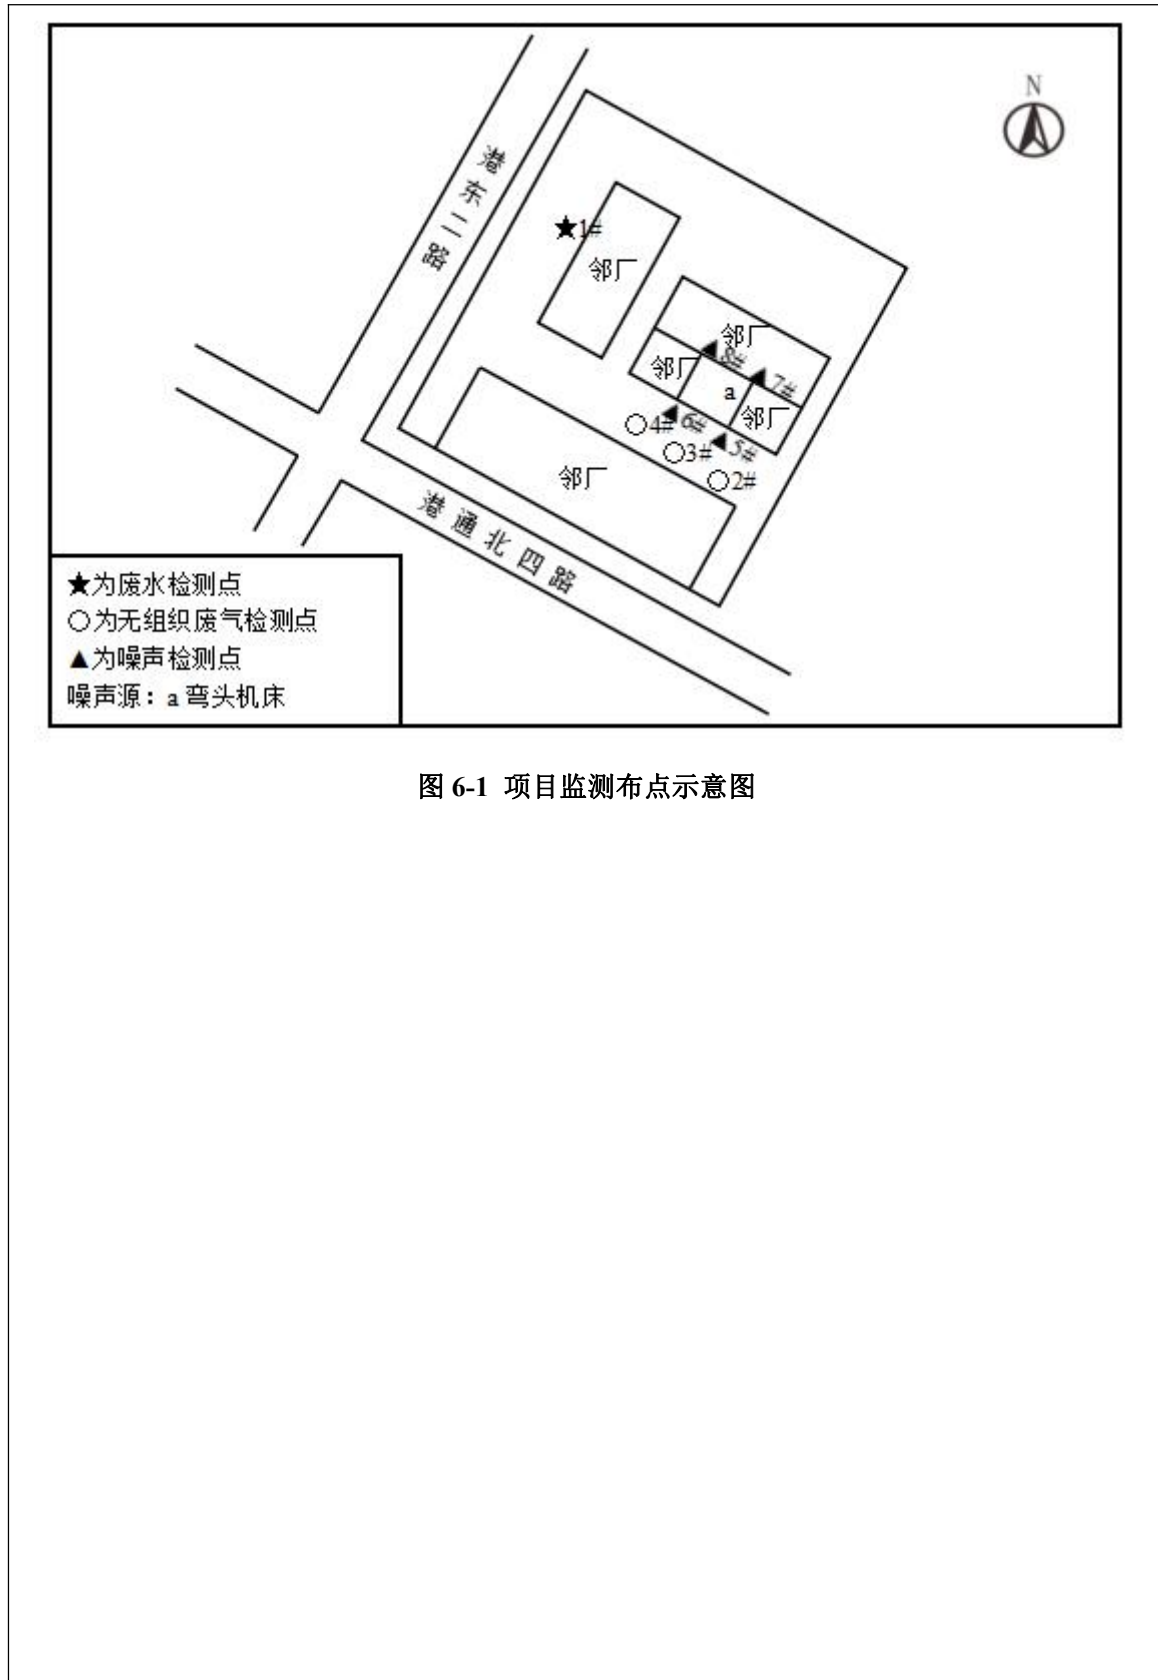 N
港东二路
★1#
邻厂
邻厂
▲8#
▲7#
邻厂
a
邻厂
▲6#
○4#
▲5#
○3#
○2#
邻厂
港通北四路
★为废水检测点
○为无组织废气检测点
▲为噪声检测点
噪声源：a 弯头机床
图 6-1 项目监测布点示意图